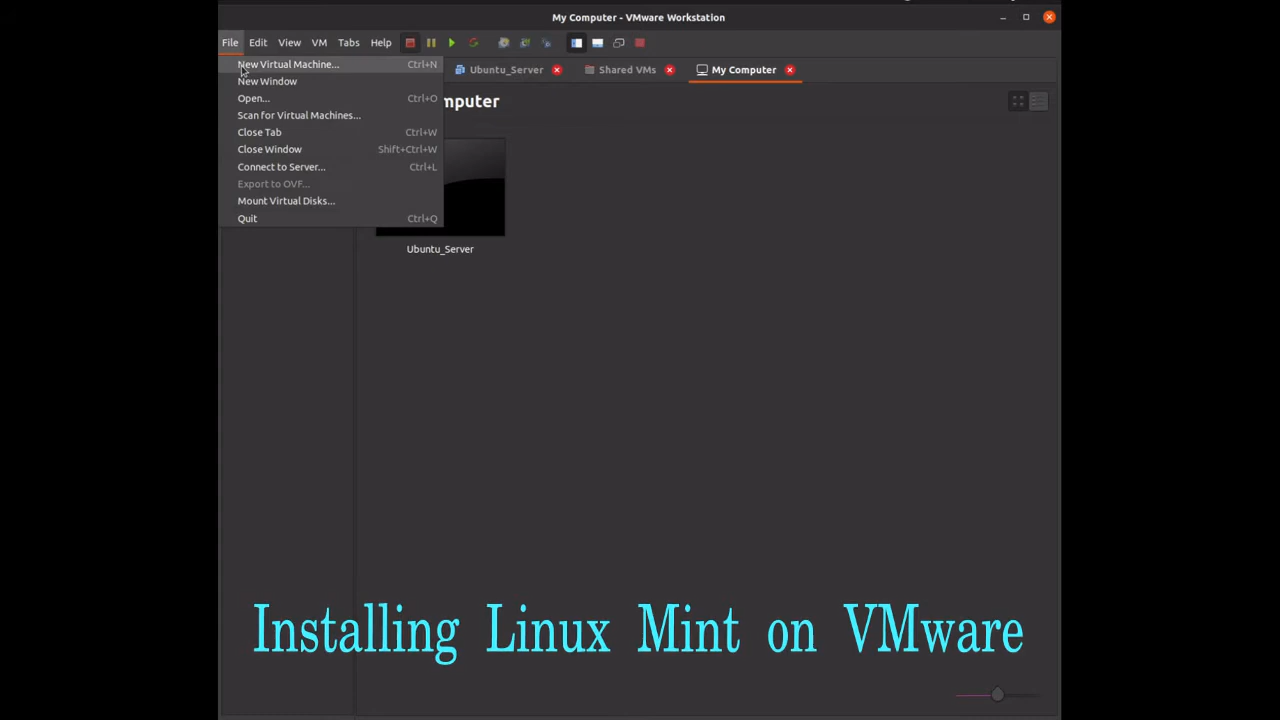 My Computer - VMware Workstation
File Edit View VM Tabs Help
New Virtual Machine... Ctrl+N
New Window
Open... Ctrl+O
Scan for Virtual Machines...
Close Tab Ctrl+W
Close Window Shift+Ctrl+W
Connect to Server... Ctrl+L
Export to OVF...
Mount Virtual Disks...
Quit Ctrl+Q
Ubuntu_Server Shared VMs My Computer
mputer
Ubuntu_Server
Installing Linux Mint on VMware